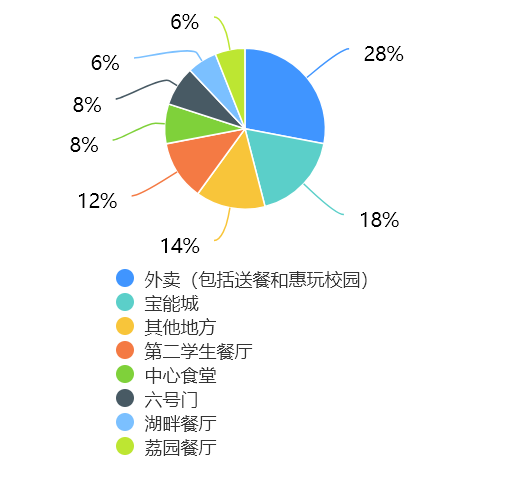 6%
28%
6%
8%
8%
12%
18%
14%
外卖（包括送餐和惠玩校园）
宝能城
其他地方
第二学生餐厅
中心食堂
六号门
湖畔餐厅
荔园餐厅